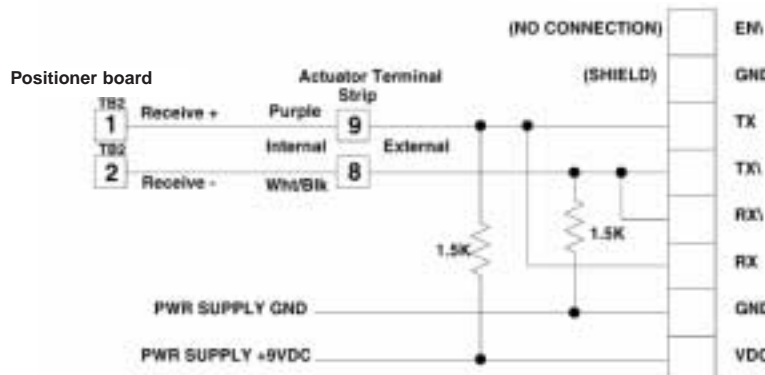 (NO CONNECTION) EN\
Positioner board
Actuator Terminal Strip
(SHIELD) GND
TB2
1 Receive + Purple 9 TX
Internal External
TB2
2 Receive - Wht/Blk 8 TX\
RX\
1.5K 1.5K
RX
PWR SUPPLY GND GND
PWR SUPPLY +9VDC VDC